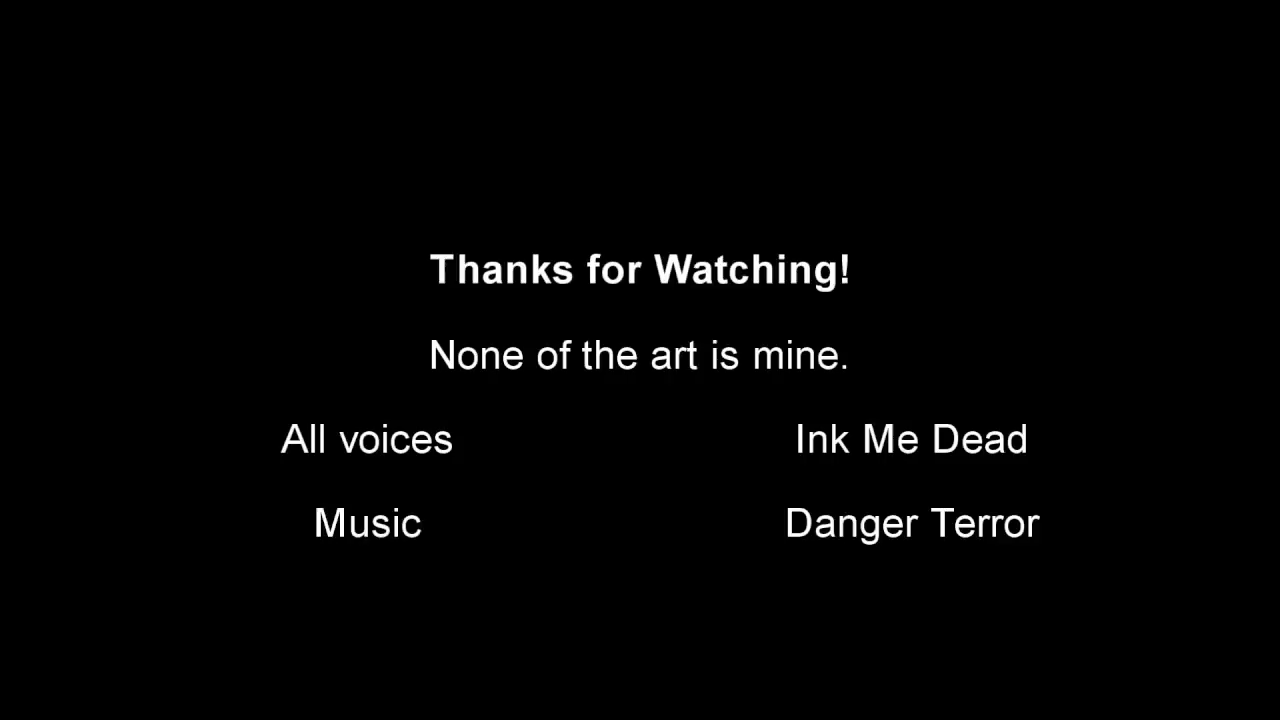 Thanks for Watching!
None of the art is mine.
All voices Ink Me Dead
Music Danger Terror